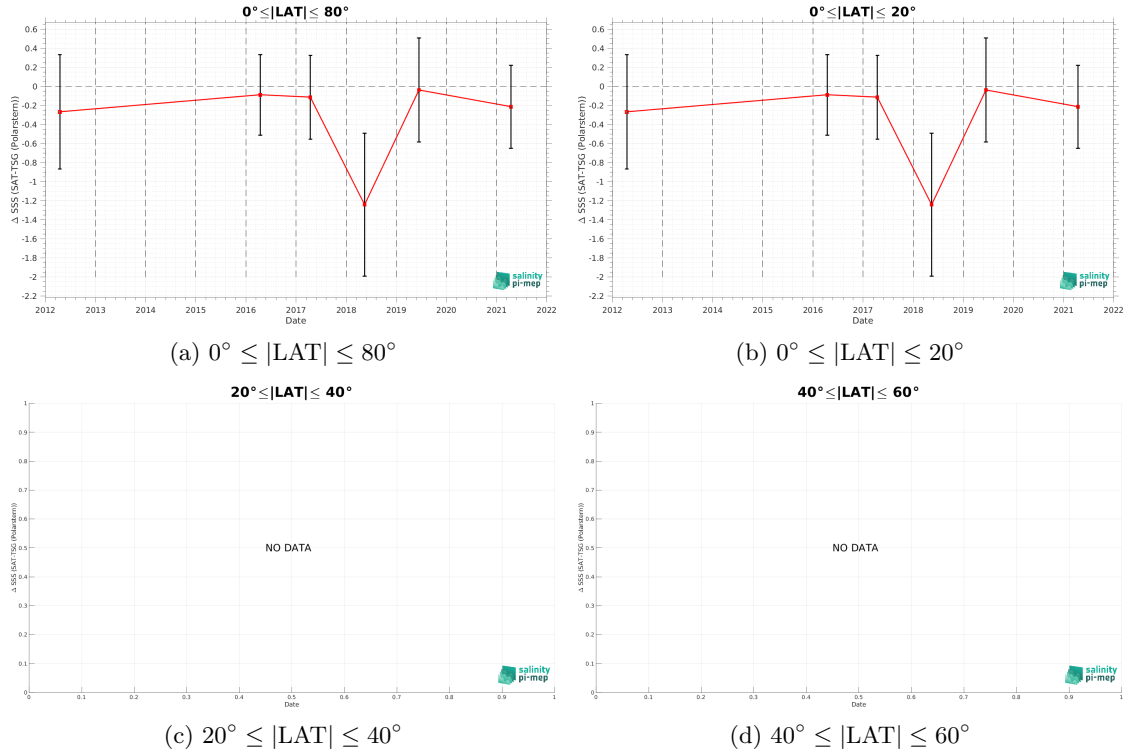 0°≤|LAT|≤ 80°
Δ SSS (SAT-TSG (Polarstern))
0.6
0.4
0.2
0
-0.2
-0.4
-0.6
-0.8
-1
-1.2
-1.4
-1.6
-1.8
-2
-2.2
2012 2013 2014 2015 2016 2017 2018 2019 2020 2021 2022
Date
salinity
pi-mep
(a) 0° ≤ |LAT| ≤ 80°
0°≤|LAT|≤ 20°
Δ SSS (SAT-TSG (Polarstern))
0.6
0.4
0.2
0
-0.2
-0.4
-0.6
-0.8
-1
-1.2
-1.4
-1.6
-1.8
-2
-2.2
2012 2013 2014 2015 2016 2017 2018 2019 2020 2021 2022
Date
salinity
pi-mep
(b) 0° ≤ |LAT| ≤ 20°
20°≤|LAT|≤ 40°
Δ SSS (SAT-TSG (Polarstern))
1
0.9
0.8
0.7
0.6
0.5
0.4
0.3
0.2
0.1
0
NO DATA
0 0.1 0.2 0.3 0.4 0.5 0.6 0.7 0.8 0.9 1
Date
salinity
pi-mep
(c) 20° ≤ |LAT| ≤ 40°
40°≤|LAT|≤ 60°
Δ SSS (SAT-TSG (Polarstern))
1
0.9
0.8
0.7
0.6
0.5
0.4
0.3
0.2
0.1
0
NO DATA
0 0.1 0.2 0.3 0.4 0.5 0.6 0.7 0.8 0.9 1
Date
salinity
pi-mep
(d) 40° ≤ |LAT| ≤ 60°